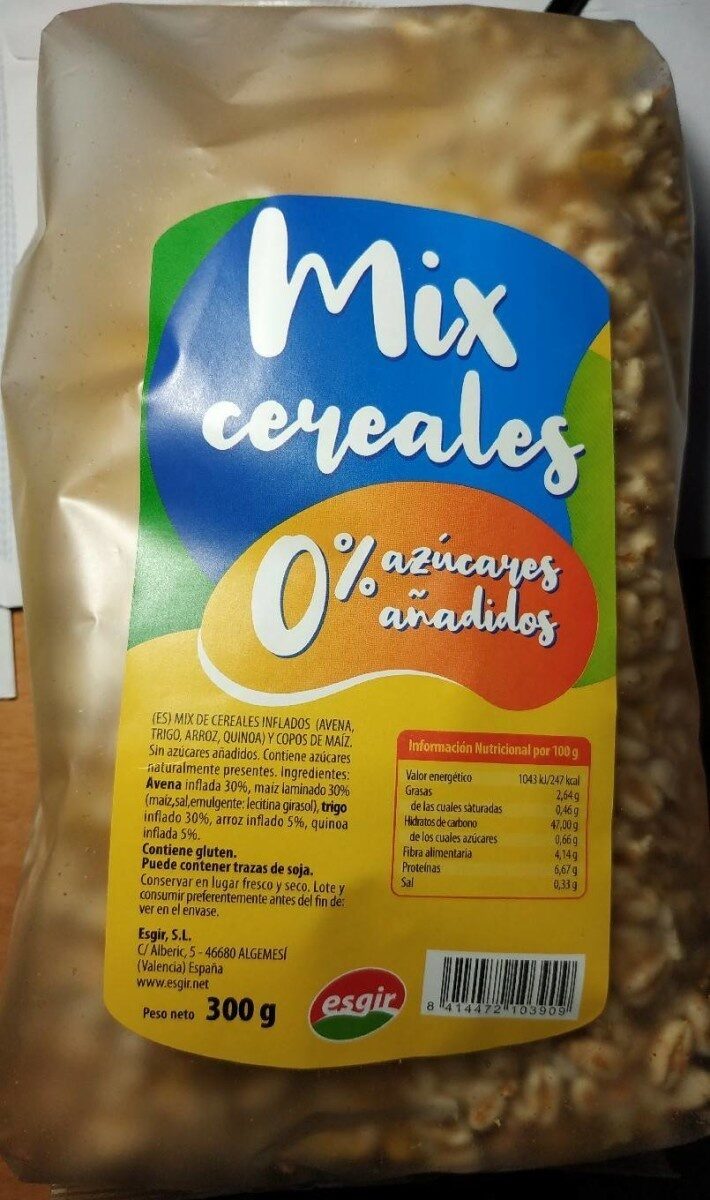 Mix
cereales
0% azúcares
añadidos
(ES) MIX DE CEREALES INFLADOS (AVENA,
TRIGO, ARROZ, QUINOA) Y COPOS DE MAÍZ.
Sin azúcares añadidos. Contiene azúcares
naturalmente presentes. Ingredientes:
Avena inflada 30%, maíz laminado 30%
(maíz,sal,emulgente: lecitina girasol), trigo
inflado 30%, arroz inflado 5%, quinoa
inflada 5%.
Contiene gluten.
Puede contener trazas de soja.
Conservar en lugar fresco y seco. Lote y
consumir preferentemente antes del fin de:
ver en el envase.
Esgir, S.L.
C/ Alberic, 5 - 46680 ALGEMESÍ
(Valencia) España
www.esgir.net
Peso neto 300 g
esgir
Información Nutricional por 100 g
Valor energético 1043 kJ/247 kcal
Grasas 2,64 g
de las cuales saturadas 0,46 g
Hidratos de carbono 47,00 g
de los cuales azúcares 0,66 g
Fibra alimentaria 4,14 g
Proteínas 6,67 g
Sal 0,33 g
8 414472 103909